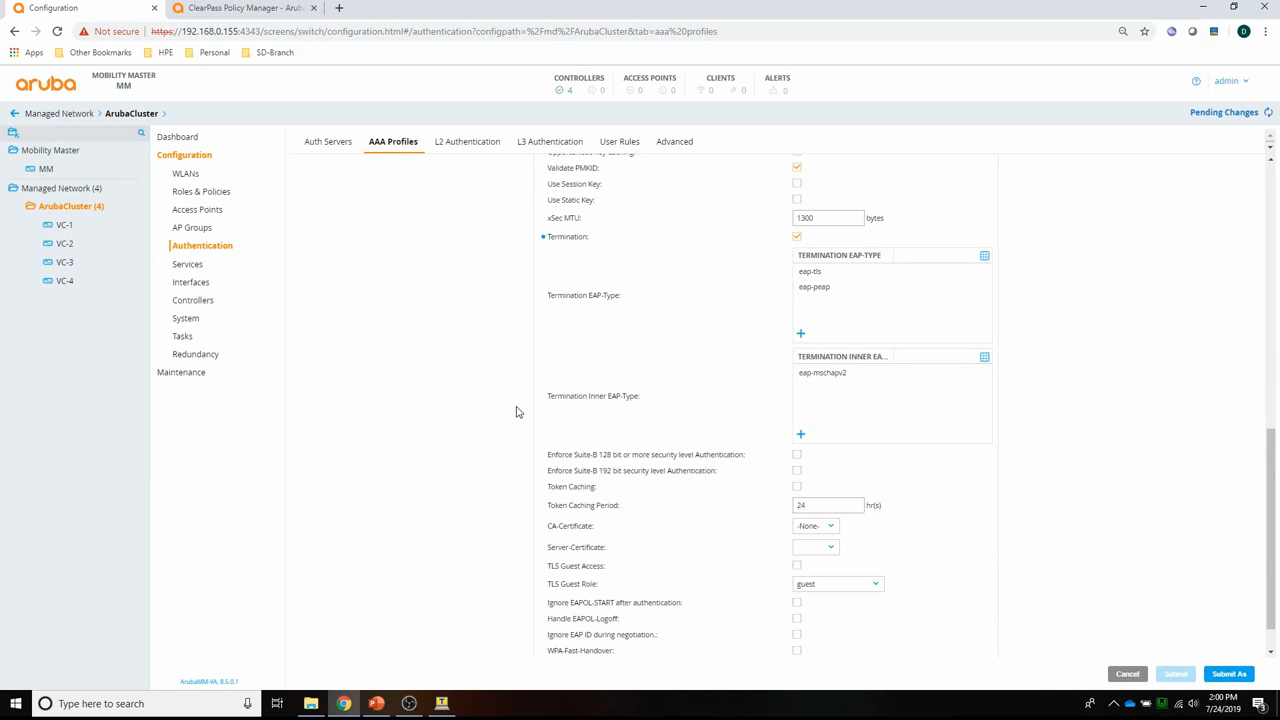 Configuration
ClearPass Policy Manager - Aruba
Not secure
https://192.168.0.155:4343/screens/switch/configuration.html#/authentication?configpath=%2Fmd%2FArubaCluster&tab=aaa%20profiles
D
Apps
Other Bookmarks
HPE
Personal
SD-Branch
aruba
MOBILITY MASTER
MM
CONTROLLERS
4
0
ACCESS POINTS
0
0
CLIENTS
0
0
ALERTS
0
admin
Managed Network
ArubaCluster
Pending Changes
Mobility Master
MM
Managed Network (4)
ArubaCluster (4)
VC-1
VC-2
VC-3
VC-4
Dashboard
Configuration
WLANs
Roles & Policies
Access Points
AP Groups
Authentication
Services
Interfaces
Controllers
System
Tasks
Redundancy
Maintenance
ArubaMM-VA, 8.5.0.1
Auth Servers
AAA Profiles
L2 Authentication
L3 Authentication
User Rules
Advanced
Opportunistic Key Caching:
Validate PMKID:
Use Session Key:
Use Static Key:
xSec MTU:
1300
bytes
Termination:
TERMINATION EAP-TYPE
eap-tls
eap-peap
Termination EAP-Type:
TERMINATION INNER EA...
eap-mschapv2
Termination Inner EAP-Type:
Enforce Suite-B 128 bit or more security level Authentication:
Enforce Suite-B 192 bit security level Authentication:
Token Caching:
Token Caching Period:
24
hr(s)
CA-Certificate:
-None-
Server-Certificate:
TLS Guest Access:
TLS Guest Role:
guest
Ignore EAPOL-START after authentication:
Handle EAPOL-Logoff:
Ignore EAP ID during negotiation.:
WPA-Fast-Handover:
Cancel
Submit
Submit As
Type here to search
2:00 PM
7/24/2019